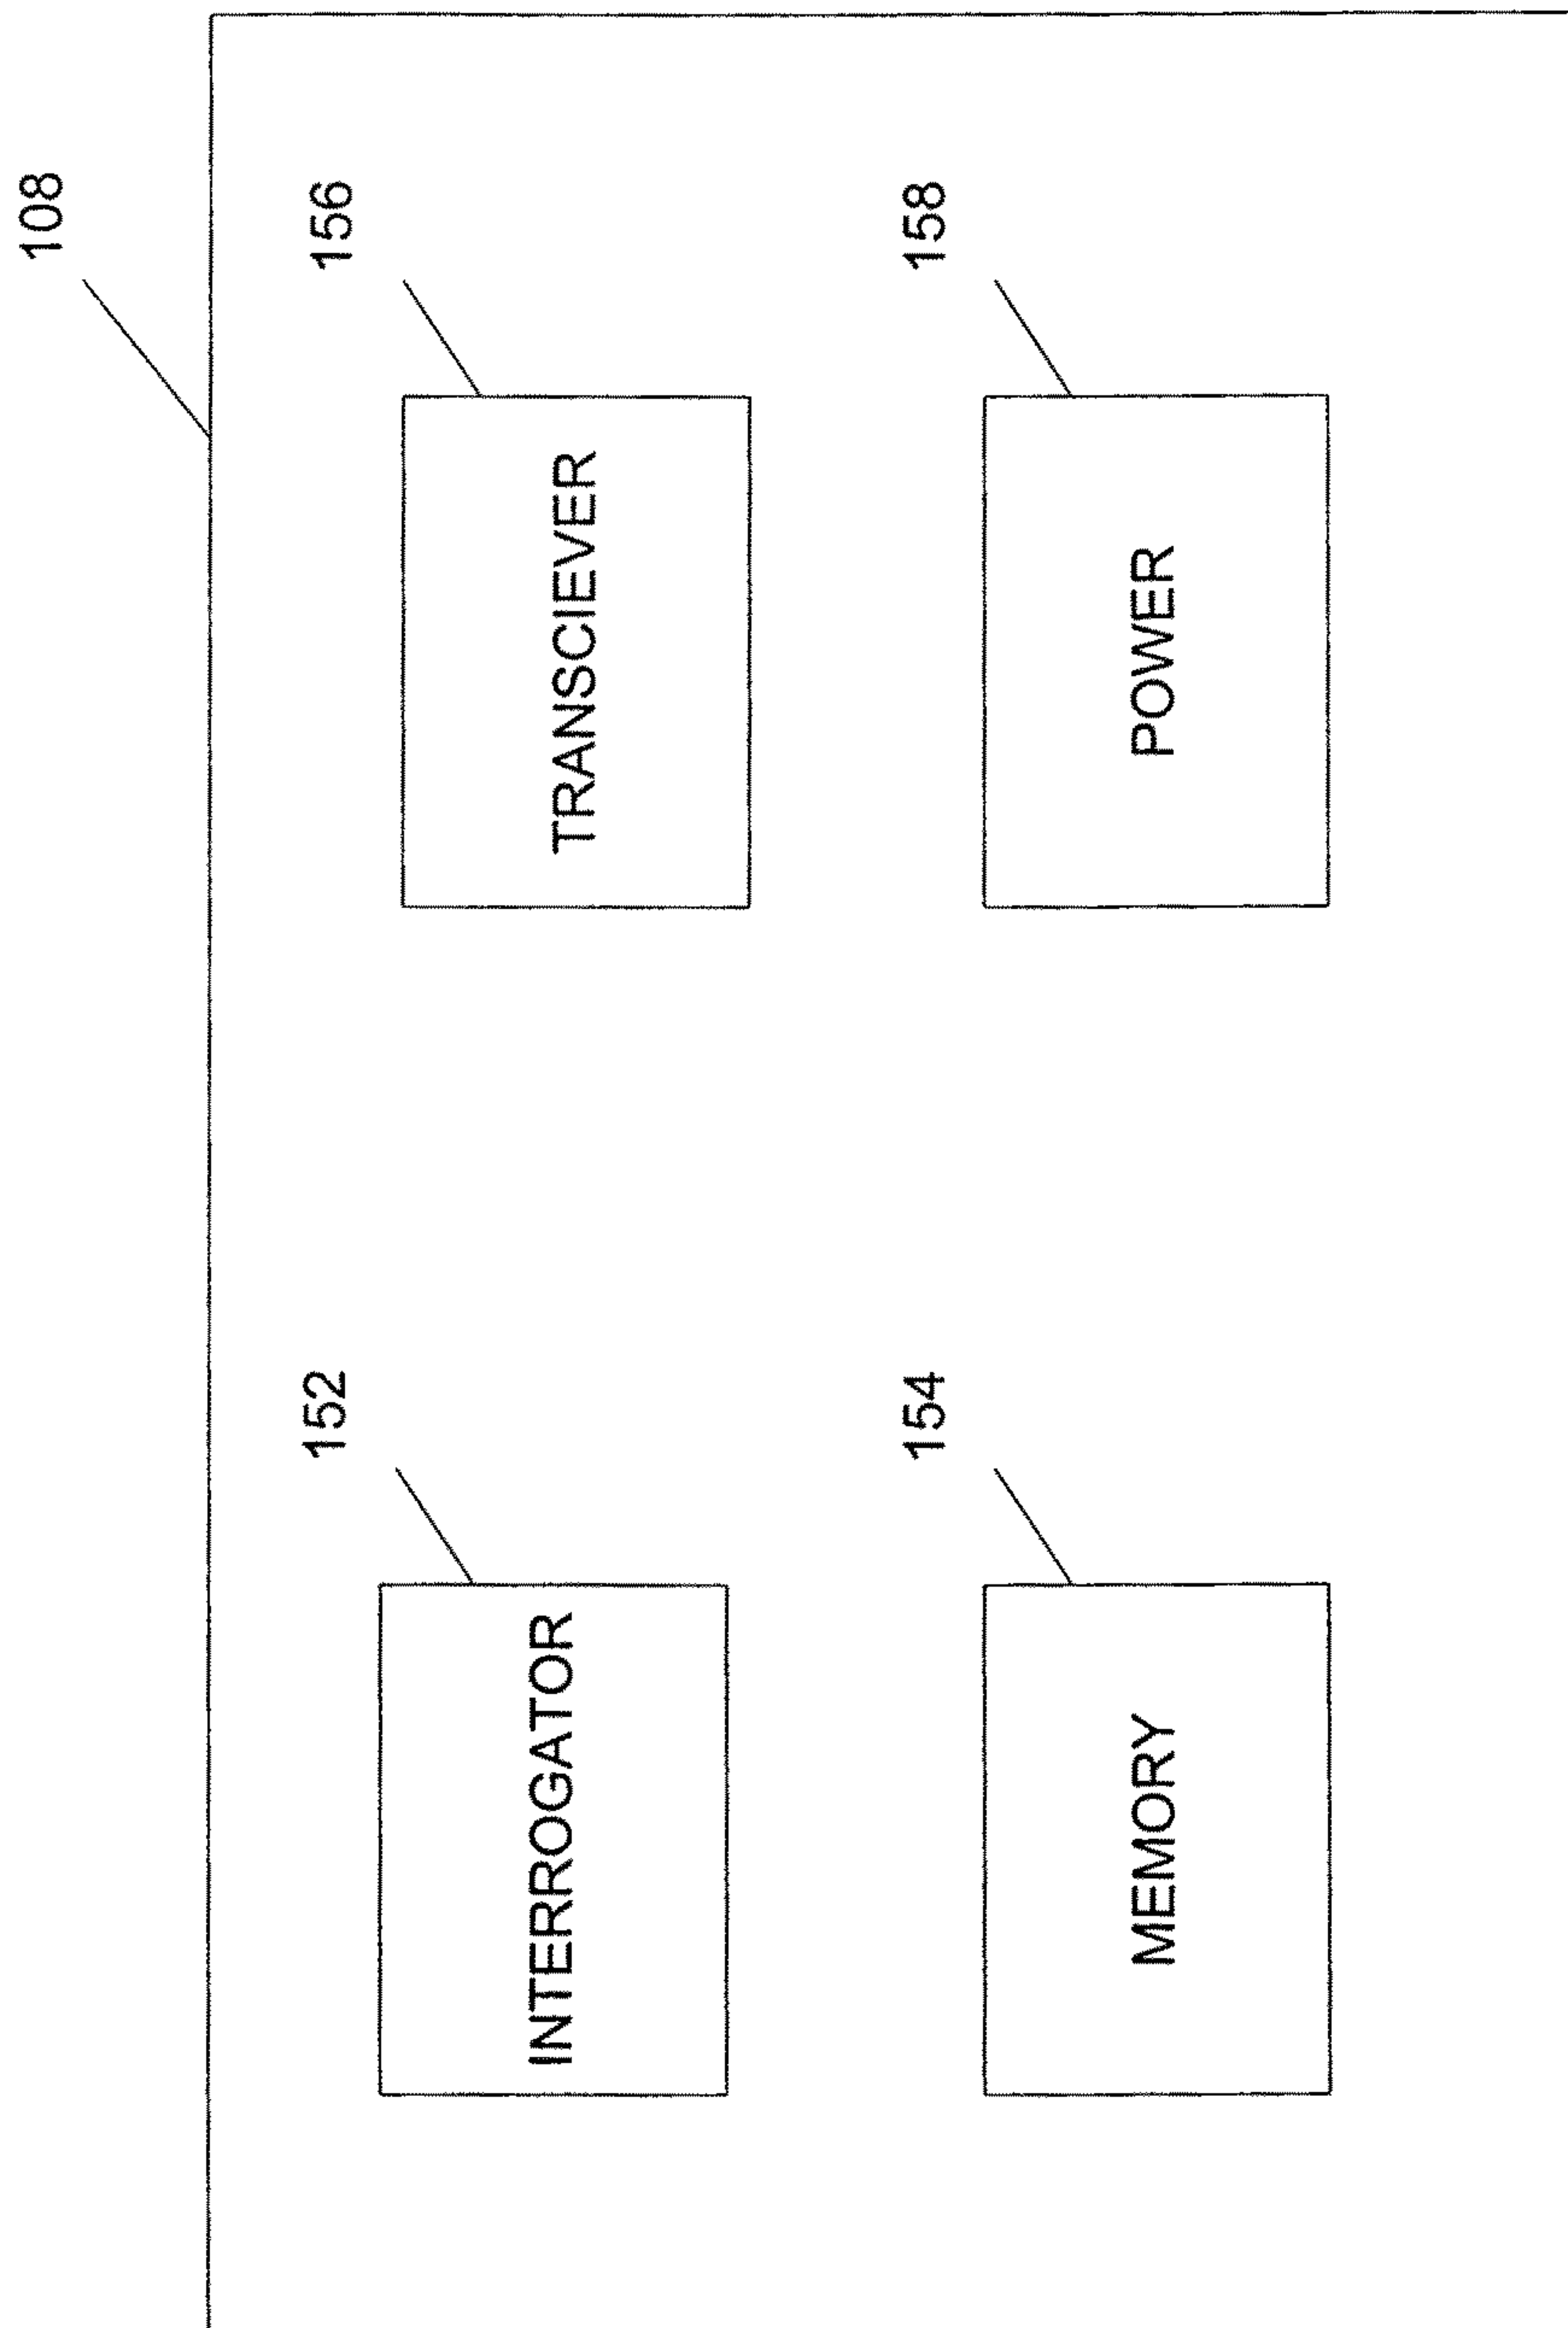 108
152
INTERROGATOR
156
TRANSCIEVER
154
MEMORY
158
POWER